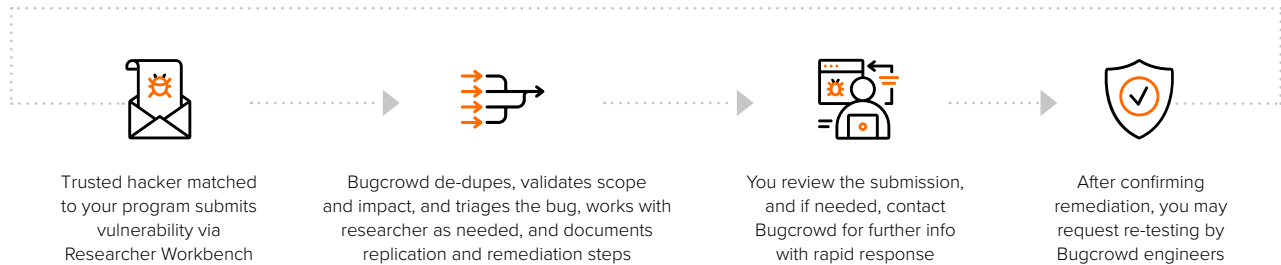 Trusted hacker matched
to your program submits
vulnerability via
Researcher Workbench
Bugcrowd de-dupes, validates scope
and impact, and triages the bug, works with
researcher as needed, and documents
replication and remediation steps
You review the submission,
and if needed, contact
Bugcrowd for further info
with rapid response
After confirming
remediation, you may
request re-testing by
Bugcrowd engineers